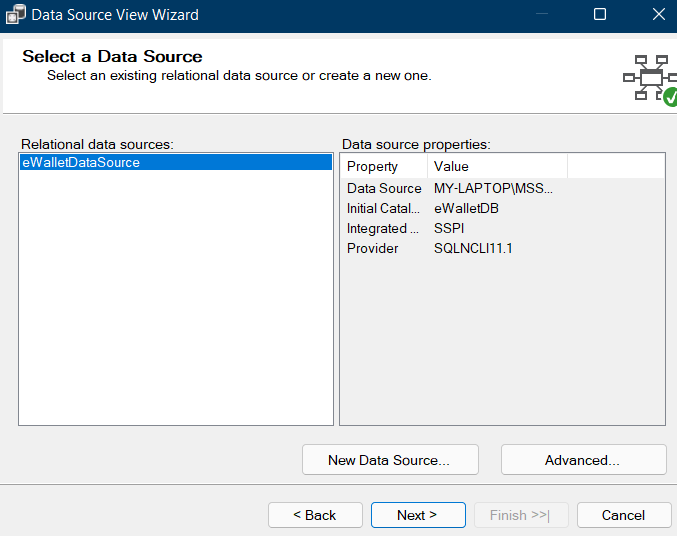 Data Source View Wizard
Select a Data Source
Select an existing relational data source or create a new one.
Relational data sources:
eWalletDataSource
Data source properties:
Property Value
Data Source MY-LAPTOP\MSS...
Initial Catal... eWalletDB
Integrated ... SSPI
Provider SQLNCLI11.1
New Data Source... Advanced...
< Back Next > Finish >>| Cancel